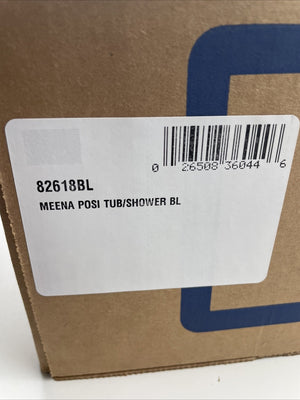 0 26508 36044 6
82618BL
MEENA POSI TUB/SHOWER BL